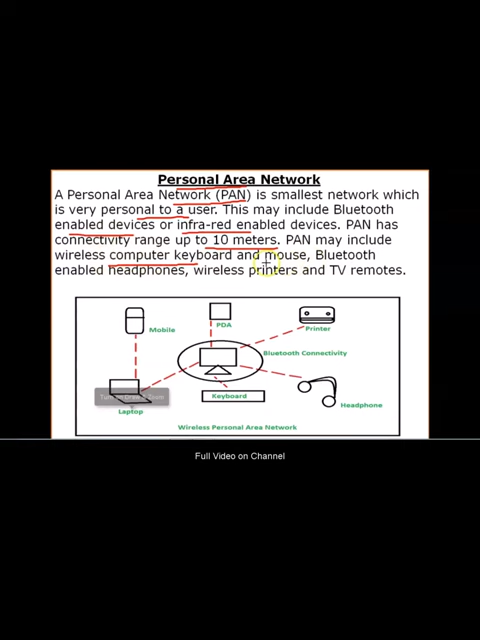 Personal Area Network
A Personal Area Network (PAN) is smallest network which
is very personal to a user. This may include Bluetooth
enabled devices or infra-red enabled devices. PAN has
connectivity range up to 10 meters. PAN may include
wireless computer keyboard and mouse, Bluetooth
enabled headphones, wireless printers and TV remotes.
Mobile
PDA
Printer
Bluetooth Connectivity
Laptop
Keyboard
Headphone
Wireless Personal Area Network
Full Video on Channel